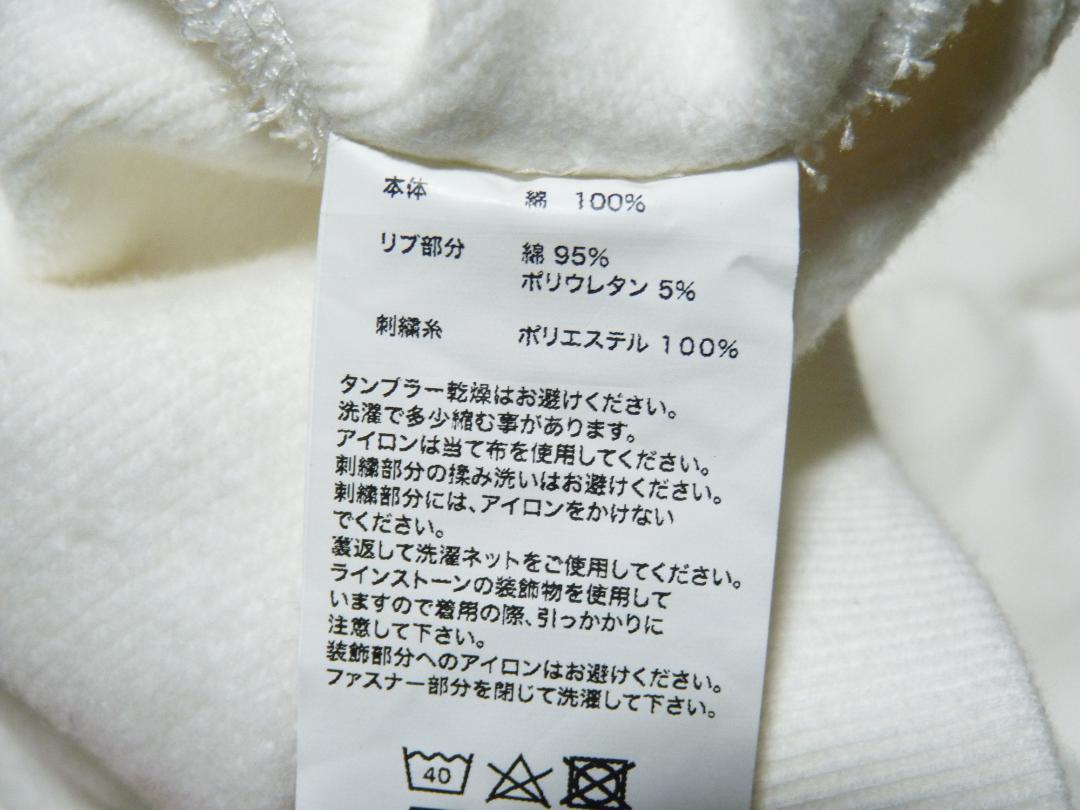 本体 綿 100%
リブ部分 綿 95%
ポリウレタン 5%
刺繍糸 ポリエステル 100%
タンブラー乾燥はお避けください。
洗濯で多少縮む事があります。
アイロンは当て布を使用してください。
刺繍部分の揉み洗いはお避けください。
刺繍部分には、アイロンをかけない
でください。
裏返して洗濯ネットをご使用してください。
ラインストーンの装飾物を使用して
いますので着用の際、引っかかりに
注意して下さい。
装飾部分へのアイロンはお避けください。
ファスナー部分を閉じて洗濯して下さい。
40